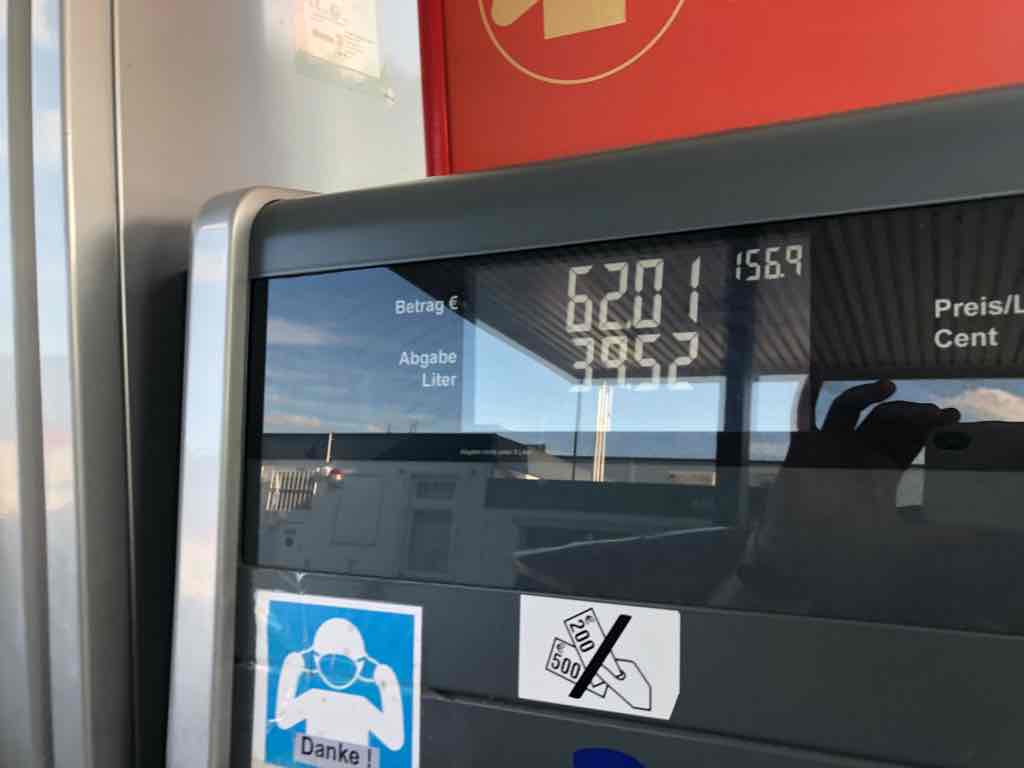 Betrag €
62.01
156.9
Preis/L
Cent
Abgabe
Liter
39.52
€ 200
€ 500
Danke !